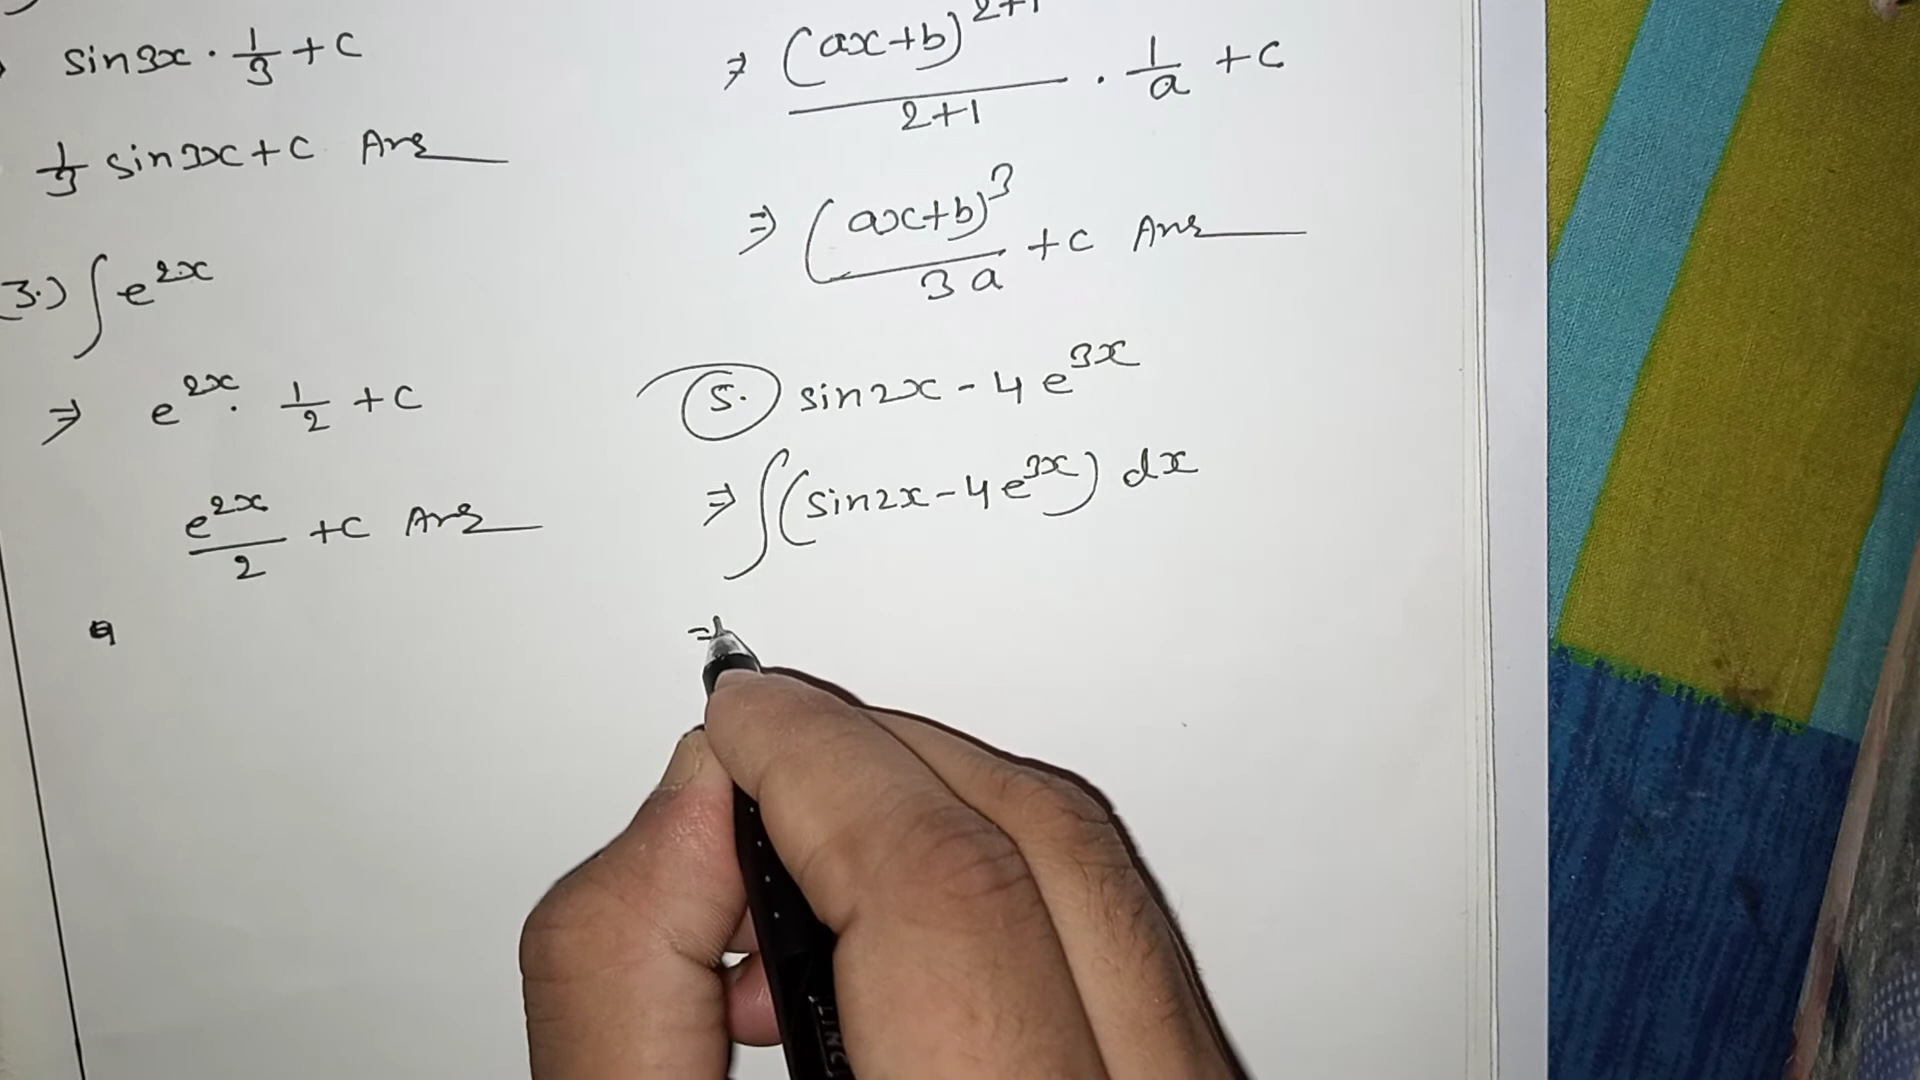 sin3x · 1/3 + c
1/3 sin3x + c Ans
(3.) ∫ e^2x
⇒ e^2x · 1/2 + c
e^2x/2 + c Ans
⇒ (ax+b)^2+1/2+1 · 1/a + c
⇒ (ax+b)^3/3a + c Ans
5. sin2x - 4e^3x
⇒ ∫(sin2x - 4e^3x) dx
⇒